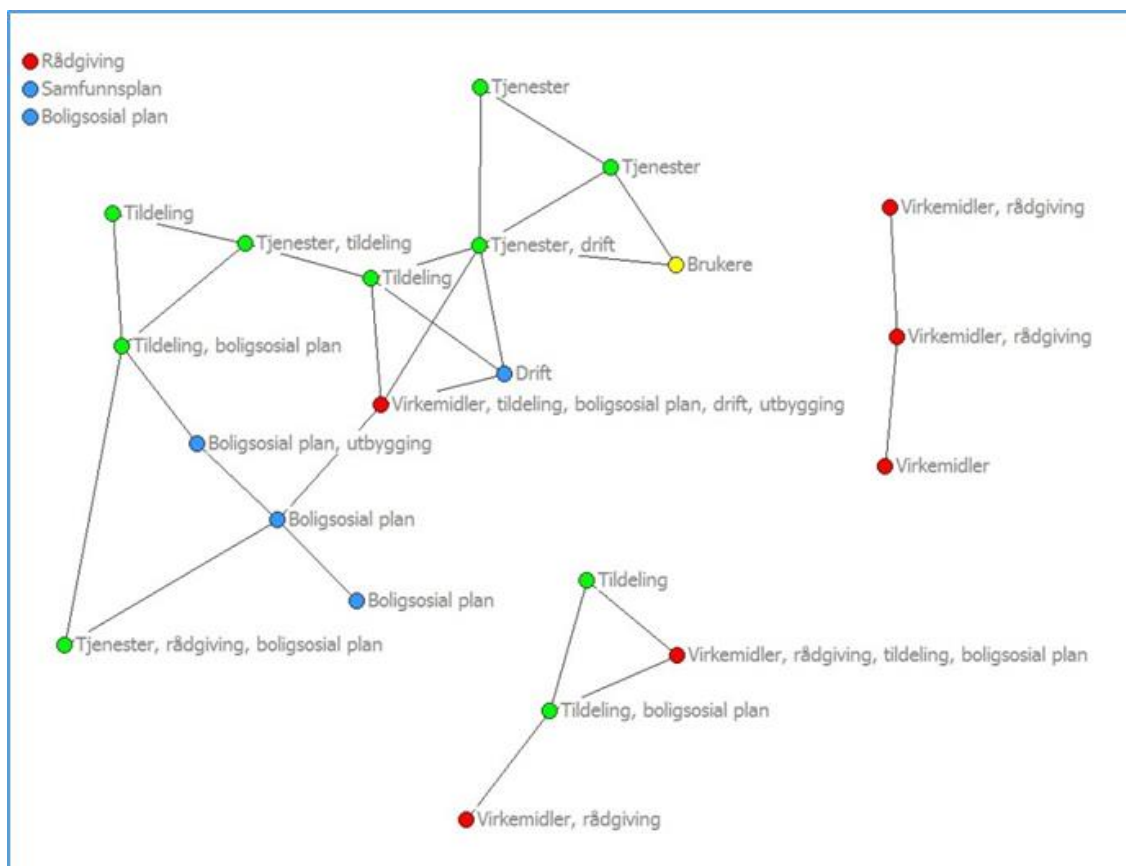 Rådgiving
Samfunnsplan
Boligsosial plan
Tjenester
Tjenester
Tildeling
Virkemidler, rådgiving
Tjenester, tildeling
Tjenester, drift
Brukere
Tildeling
Virkemidler, rådgiving
Tildeling, boligsosial plan
Drift
Virkemidler, tildeling, boligsosial plan, drift, utbygging
Boligsosial plan, utbygging
Virkemidler
Boligsosial plan
Tildeling
Boligsosial plan
Tjenester, rådgiving, boligsosial plan
Virkemidler, rådgiving, tildeling, boligsosial plan
Tildeling, boligsosial plan
Virkemidler, rådgiving